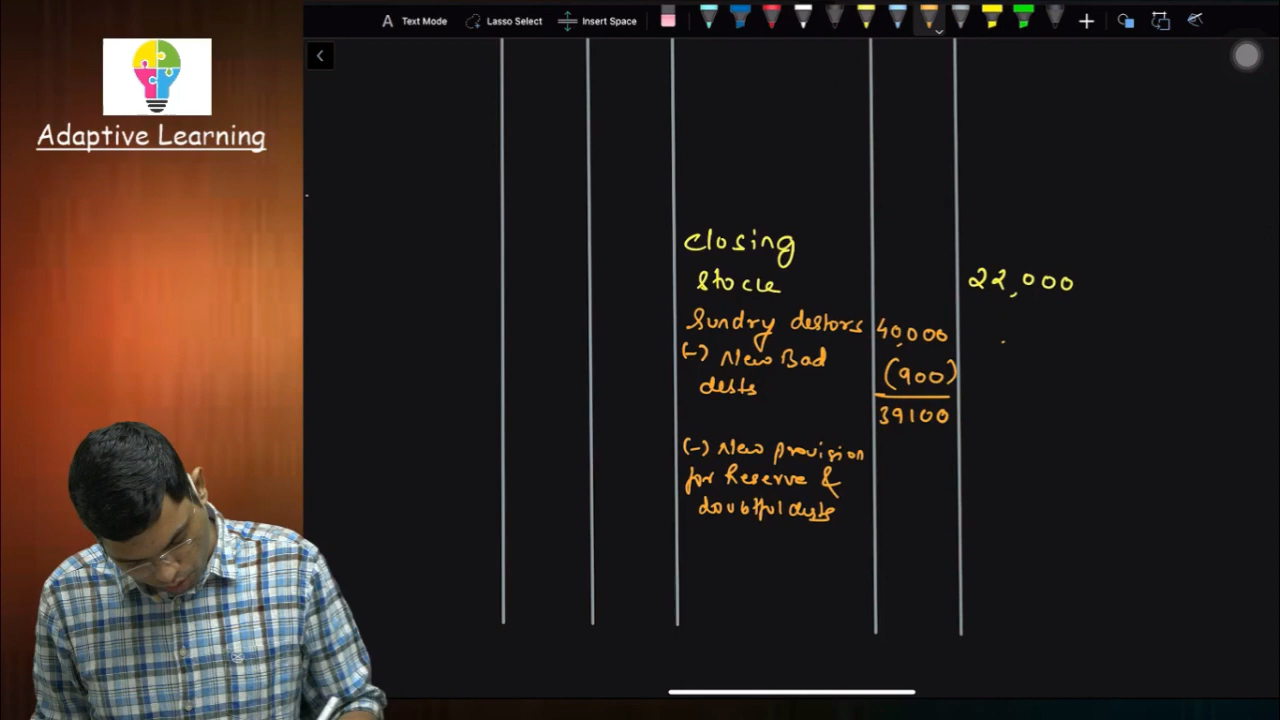 A Text Mode Lasso Select Insert Space
Adaptive Learning
Closing
Stock 22,000
Sundry debtors 40,000
(-) New Bad
debts (900)
39100
(-) New provision
for Reserve &
doubtful debts